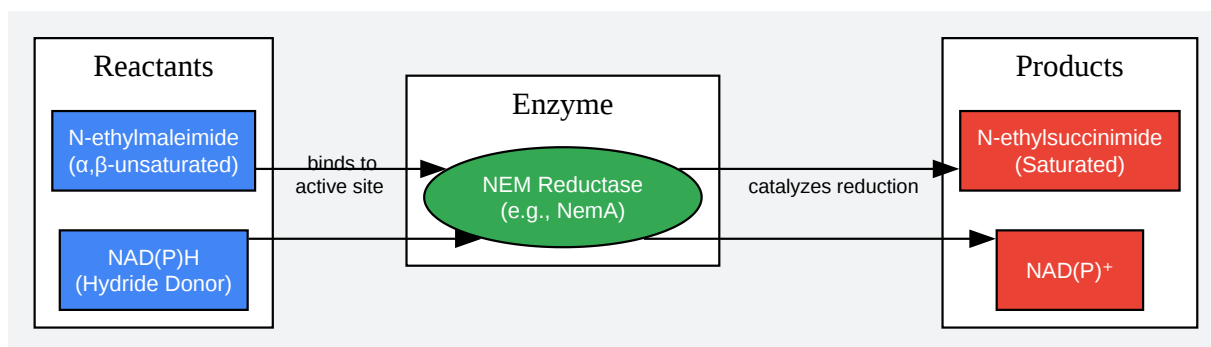 Reactants
N-ethylmaleimide
(α,β-unsaturated)
NAD(P)H
(Hydride Donor)
binds to
active site
Enzyme
NEM Reductase
(e.g., NemA)
catalyzes reduction
Products
N-ethylsuccinimide
(Saturated)
NAD(P)⁺